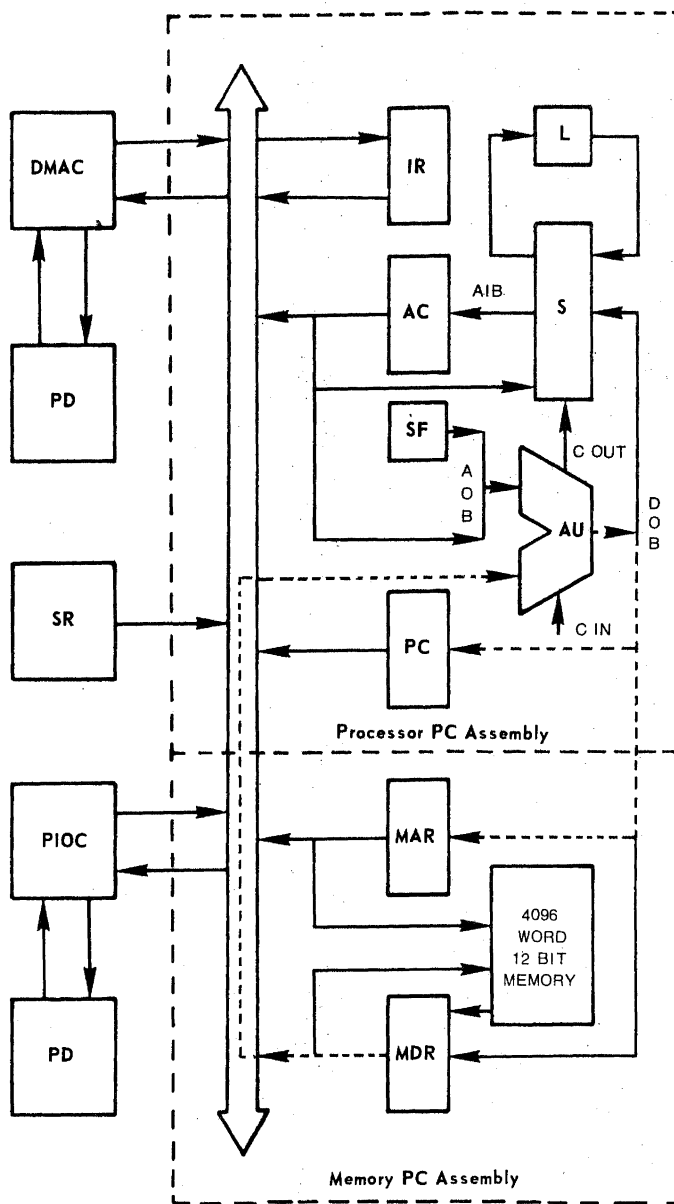 DMAC
IR
L
AC
AIB
S
PD
SF
A
O
B
C OUT
AU
D
O
B
SR
PC
C IN
Processor PC Assembly
PIOC
MAR
4096
WORD
12 BIT
MEMORY
PD
MDR
Memory PC Assembly